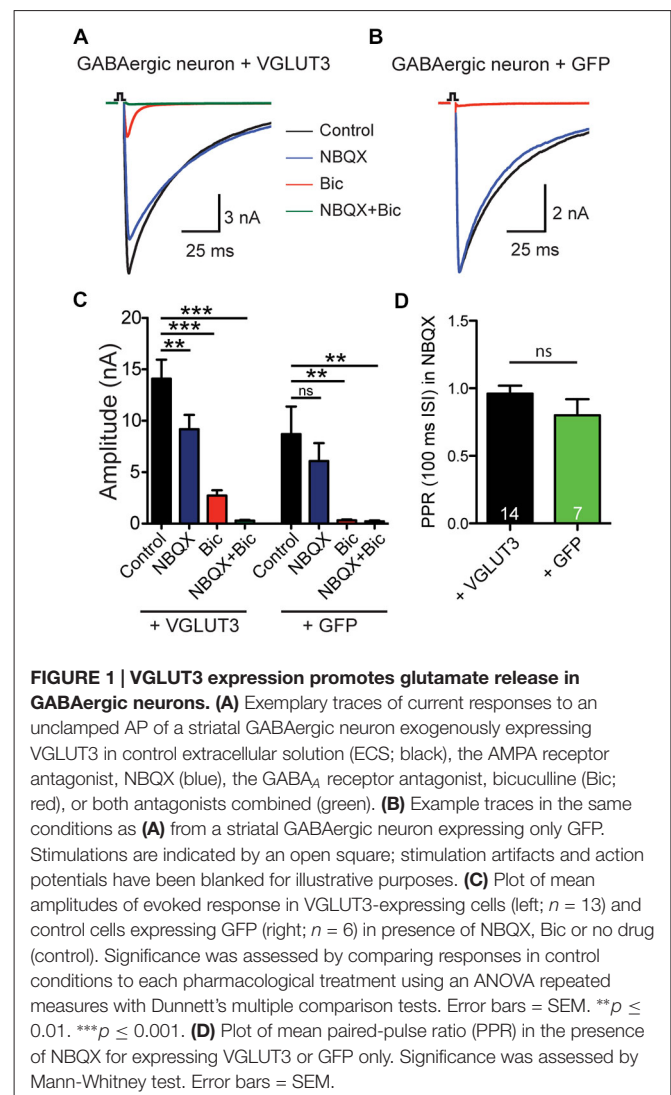 A
GABAergic neuron + VGLUT3
Control
NBQX
Bic
NBQX+Bic
3 nA
25 ms
B
GABAergic neuron + GFP
2 nA
25 ms
C
Amplitude (nA)
20
15
10
5
0
***
***
**
**
**
ns
Control
NBQX
Bic
NBQX+Bic
Control
NBQX
Bic
NBQX+Bic
+ VGLUT3
+ GFP
D
PPR (100 ms ISI) in NBQX
1.5
1.0
0.5
0.0
ns
14
7
+ VGLUT3
+ GFP
FIGURE 1 | VGLUT3 expression promotes glutamate release in
GABAergic neurons. (A) Exemplary traces of current responses to an
unclamped AP of a striatal GABAergic neuron exogenously expressing
VGLUT3 in control extracellular solution (ECS; black), the AMPA receptor
antagonist, NBQX (blue), the GABAA receptor antagonist, bicuculline (Bic;
red), or both antagonists combined (green). (B) Example traces in the same
conditions as (A) from a striatal GABAergic neuron expressing only GFP.
Stimulations are indicated by an open square; stimulation artifacts and action
potentials have been blanked for illustrative purposes. (C) Plot of mean
amplitudes of evoked response in VGLUT3-expressing cells (left; n = 13) and
control cells expressing GFP (right; n = 6) in presence of NBQX, Bic or no drug
(control). Significance was assessed by comparing responses in control
conditions to each pharmacological treatment using an ANOVA repeated
measures with Dunnett's multiple comparison tests. Error bars = SEM. **p ≤
0.01. ***p ≤ 0.001. (D) Plot of mean paired-pulse ratio (PPR) in the presence
of NBQX for expressing VGLUT3 or GFP only. Significance was assessed by
Mann-Whitney test. Error bars = SEM.